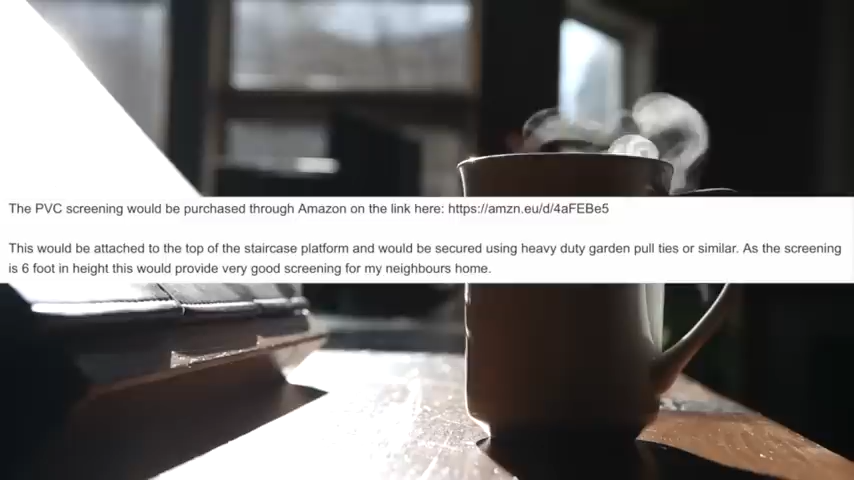 The PVC screening would be purchased through Amazon on the link here: https://amzn.eu/d/4aFEBe5
This would be attached to the top of the staircase platform and would be secured using heavy duty garden pull ties or similar. As the screening
is 6 foot in height this would provide very good screening for my neighbours home.